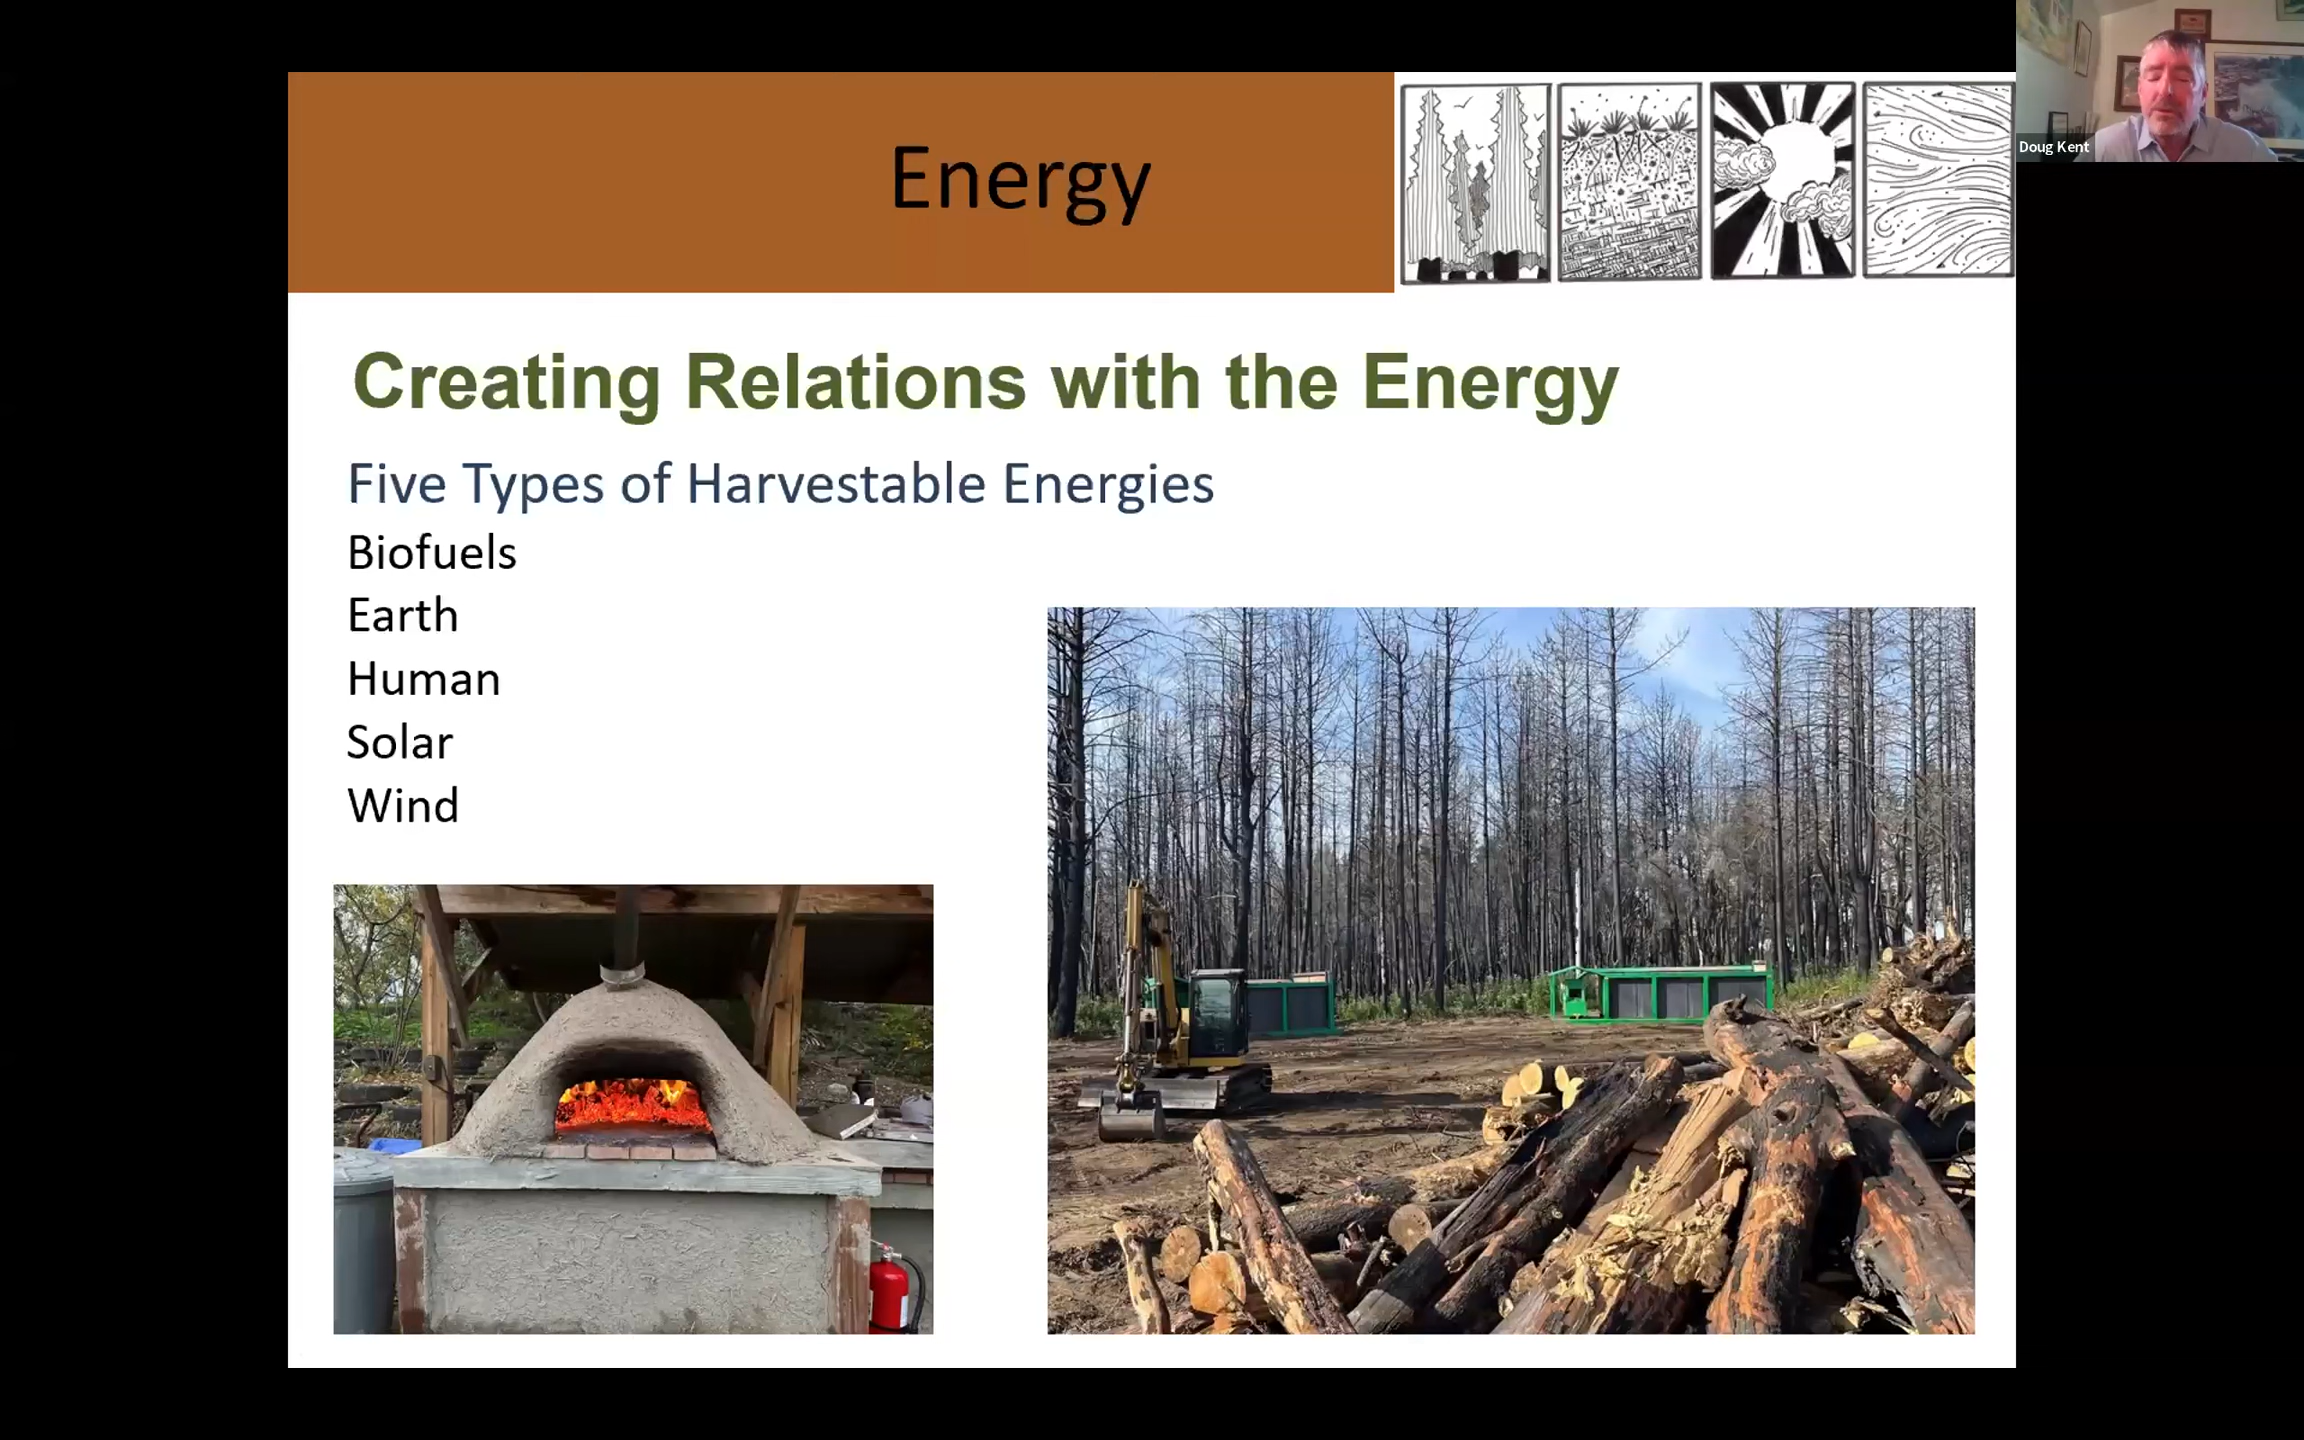 Energy
Doug Kent
Creating Relations with the Energy
Five Types of Harvestable Energies
Biofuels
Earth
Human
Solar
Wind